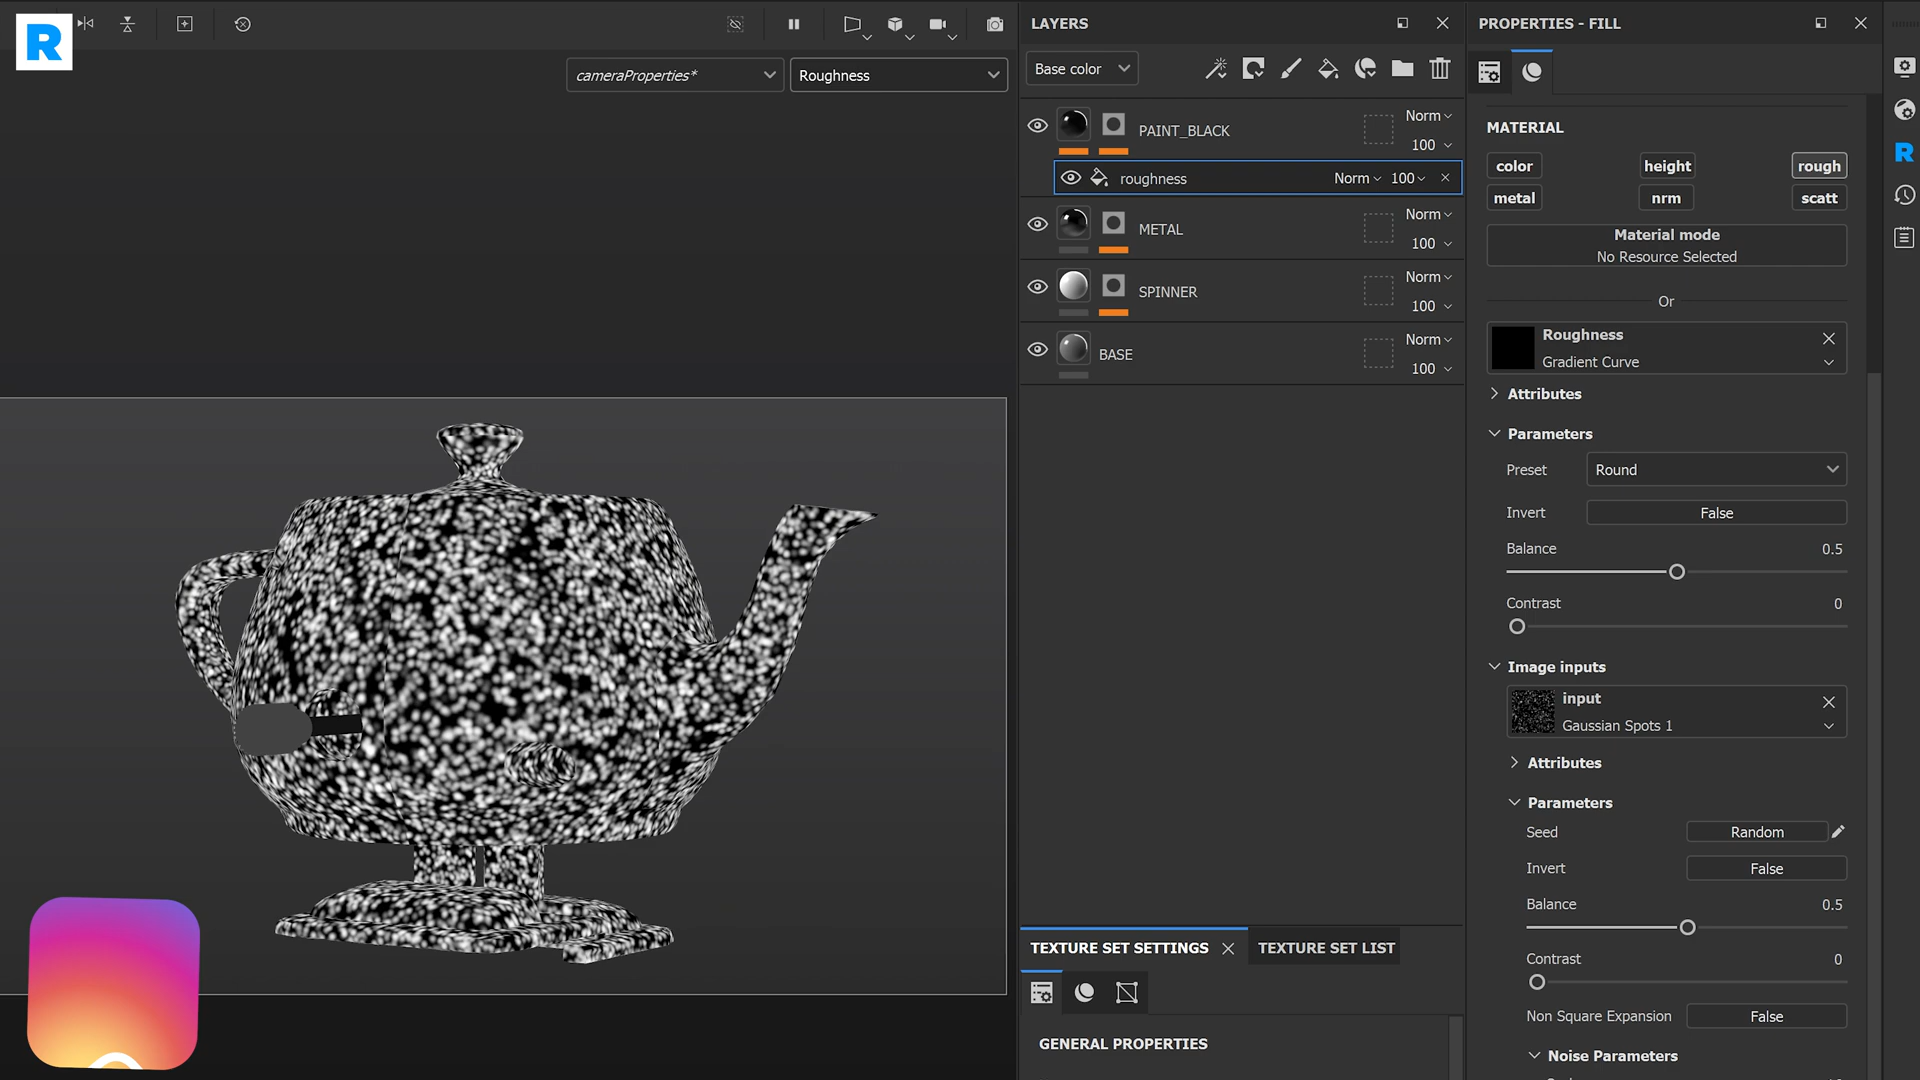 R
cameraProperties*
Roughness
LAYERS
Base color
PAINT_BLACK
Norm
100
roughness
Norm
100
METAL
Norm
100
SPINNER
Norm
100
BASE
Norm
100
TEXTURE SET SETTINGS
TEXTURE SET LIST
GENERAL PROPERTIES
PROPERTIES - FILL
MATERIAL
color
height
rough
metal
nrm
scatt
Material mode
No Resource Selected
Or
Roughness
Gradient Curve
Attributes
Parameters
Preset
Round
Invert
False
Balance
0.5
Contrast
0
Image inputs
input
Gaussian Spots 1
Attributes
Parameters
Seed
Random
Invert
False
Balance
0.5
Contrast
0
Non Square Expansion
False
Noise Parameters
R